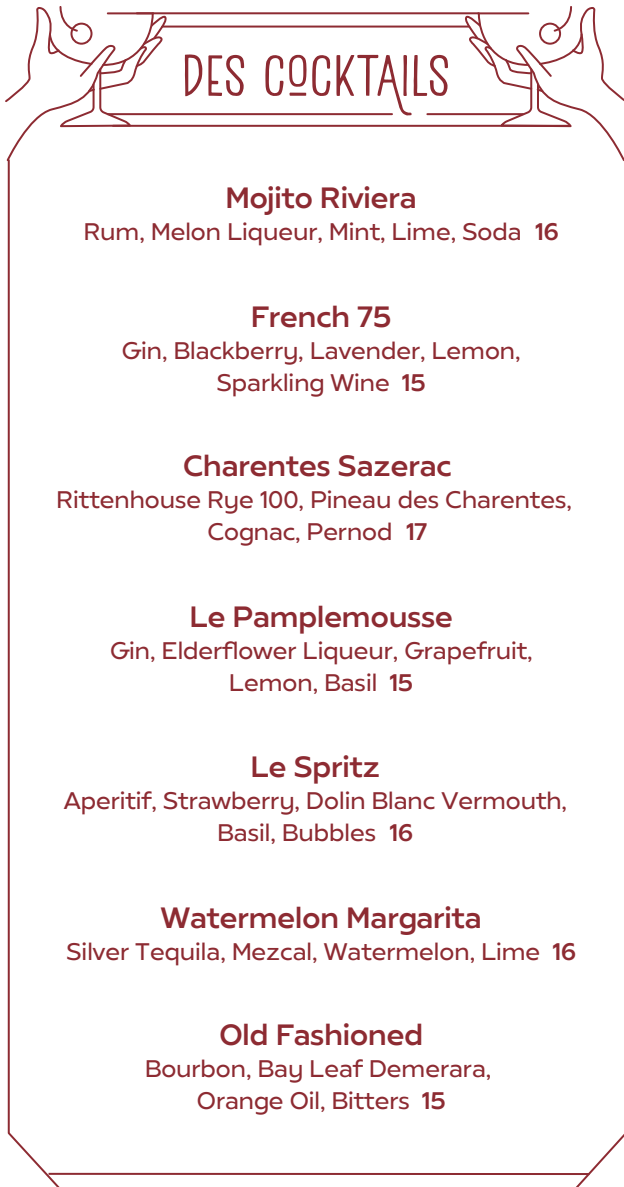 DES COCKTAILS
Mojito Riviera
Rum, Melon Liqueur, Mint, Lime, Soda 16
French 75
Gin, Blackberry, Lavender, Lemon,
Sparkling Wine 15
Charentes Sazerac
Rittenhouse Rye 100, Pineau des Charentes,
Cognac, Pernod 17
Le Pamplemousse
Gin, Elderflower Liqueur, Grapefruit,
Lemon, Basil 15
Le Spritz
Aperitif, Strawberry, Dolin Blanc Vermouth,
Basil, Bubbles 16
Watermelon Margarita
Silver Tequila, Mezcal, Watermelon, Lime 16
Old Fashioned
Bourbon, Bay Leaf Demerara,
Orange Oil, Bitters 15